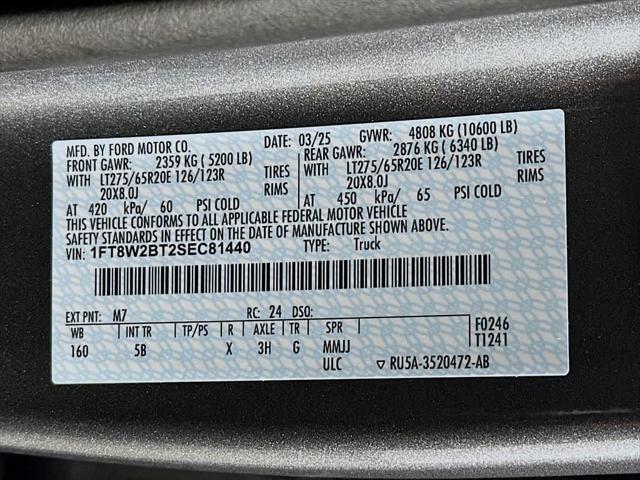 MFD. BY FORD MOTOR CO. DATE: 03/25 GVWR: 4808 KG (10600 LB)
FRONT GAWR: 2359 KG ( 5200 LB) REAR GAWR: 2876 KG ( 6340 LB)
WITH LT275/65R20E 126/123R TIRES WITH LT275/65R20E 126/123R TIRES
20X8.0J RIMS 20X8.0J RIMS
AT 420 kPa/ 60 PSI COLD AT 450 kPa/ 65 PSI COLD
THIS VEHICLE CONFORMS TO ALL APPLICABLE FEDERAL MOTOR VEHICLE
SAFETY STANDARDS IN EFFECT ON THE DATE OF MANUFACTURE SHOWN ABOVE.
VIN: 1FT8W2BT2SEC81440 TYPE: Truck
EXT PNT: M7 RC: 24 DSO:
WB INT TR TP/PS R AXLE TR SPR F0246
160 5B X 3H G MMJJ T1241
ULC RU5A-3520472-AB